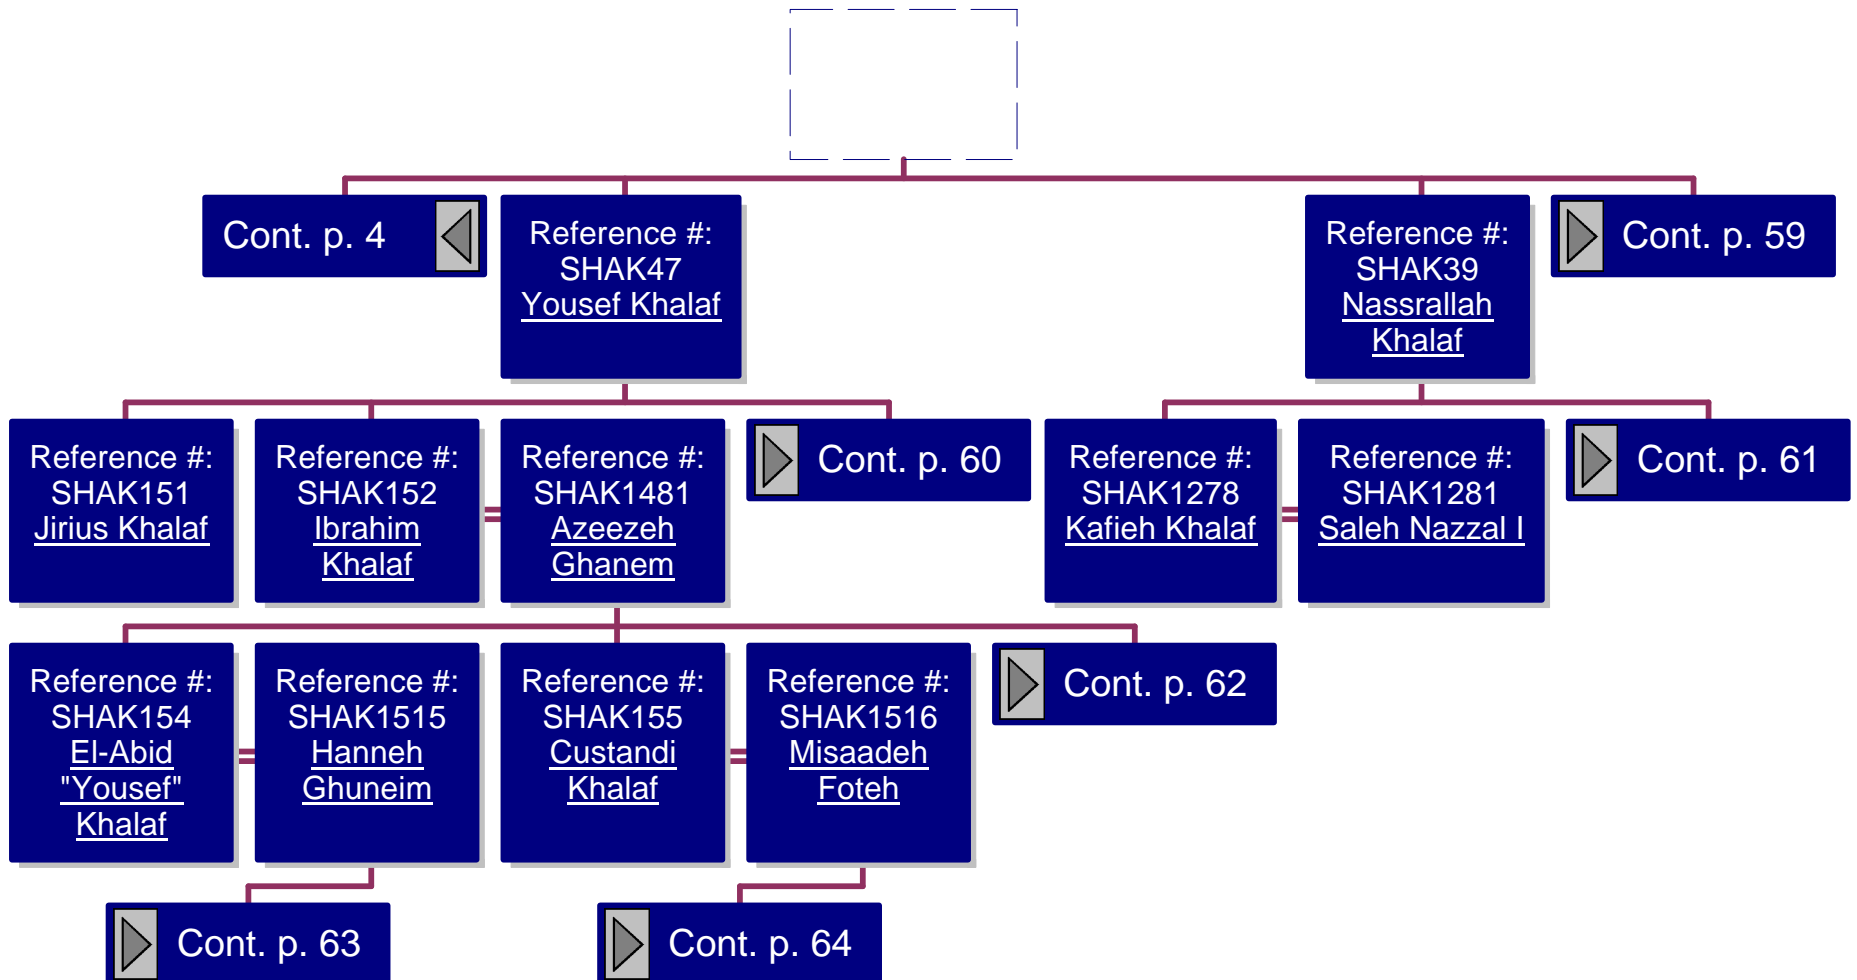 Cont. p. 4
Reference #:
SHAK47
Yousef Khalaf
Reference #:
SHAK39
Nassrallah
Khalaf
Cont. p. 59
Reference #:
SHAK151
Jirius Khalaf
Reference #:
SHAK152
Ibrahim
Khalaf
Reference #:
SHAK1481
Azeezeh
Ghanem
Cont. p. 60
Reference #:
SHAK1278
Kafieh Khalaf
Reference #:
SHAK1281
Saleh Nazzal I
Cont. p. 61
Reference #:
SHAK154
El-Abid
"Yousef"
Khalaf
Reference #:
SHAK1515
Hanneh
Ghuneim
Reference #:
SHAK155
Custandi
Khalaf
Reference #:
SHAK1516
Misaadeh
Foteh
Cont. p. 62
Cont. p. 63
Cont. p. 64